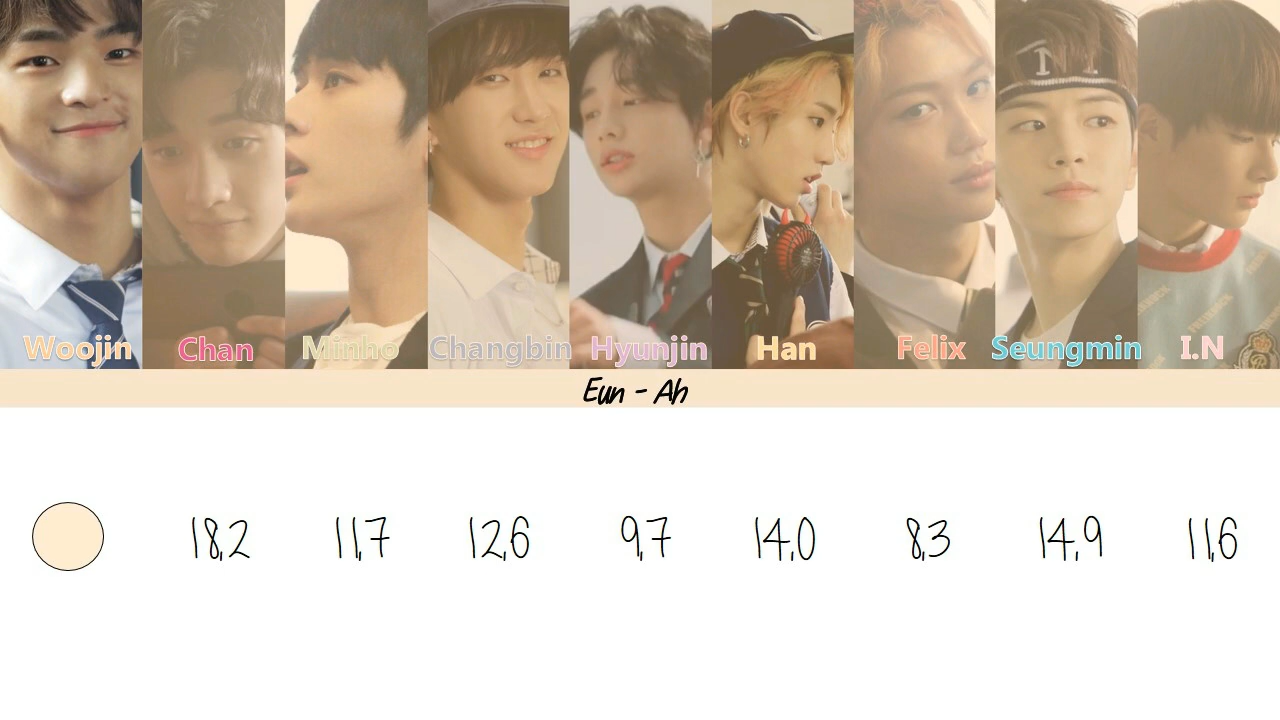 Woojin Chan Minho Changbin Hyunjin Han Felix Seungmin I.N
Eun - Ah
18,2 11,7 12,6 9,7 14,0 8,3 14,9 11,6